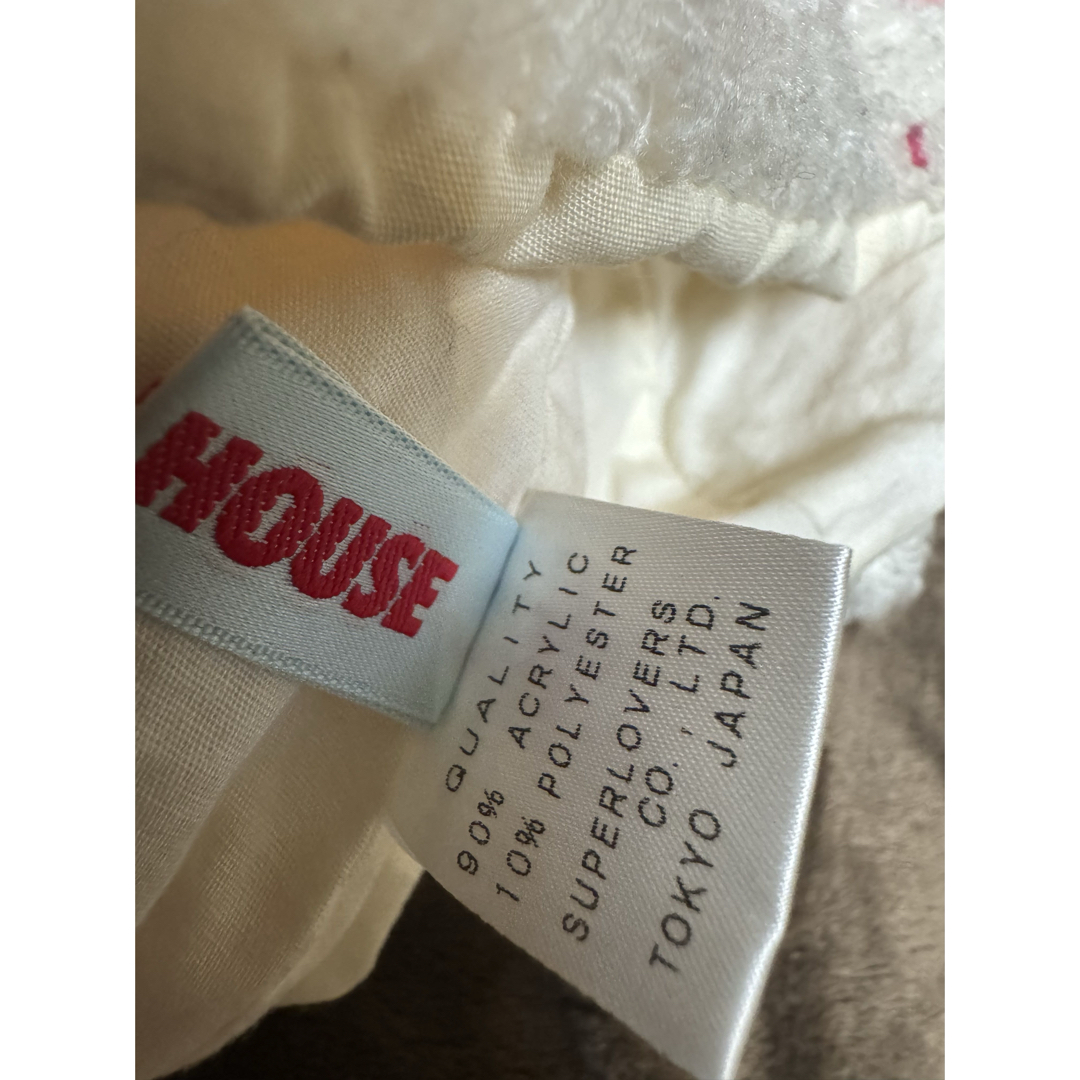 HOUSE
QUALITY
90% ACRYLIC
10% POLYESTER
SUPERLOVERS
CO., LTD.
TOKYO JAPAN